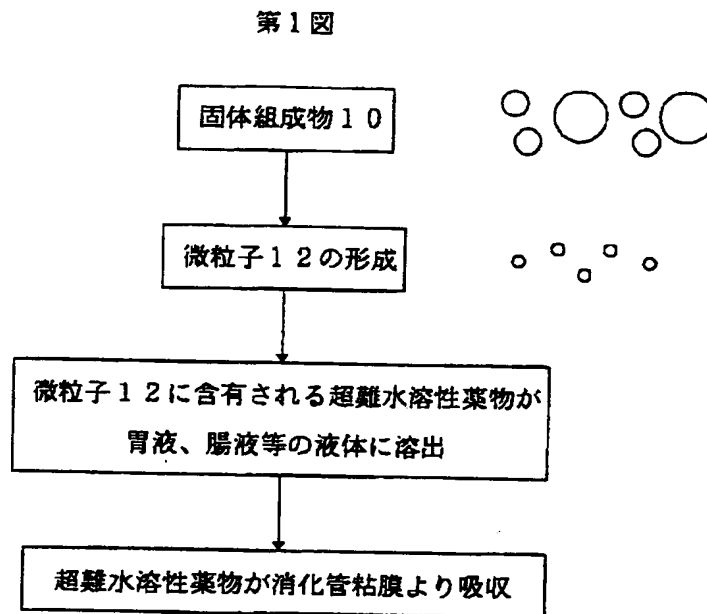 第1図
固体組成物10
微粒子12の形成
微粒子12に含有される超難水溶性薬物が
胃液、腸液等の液体に溶出
超難水溶性薬物が消化管粘膜より吸収